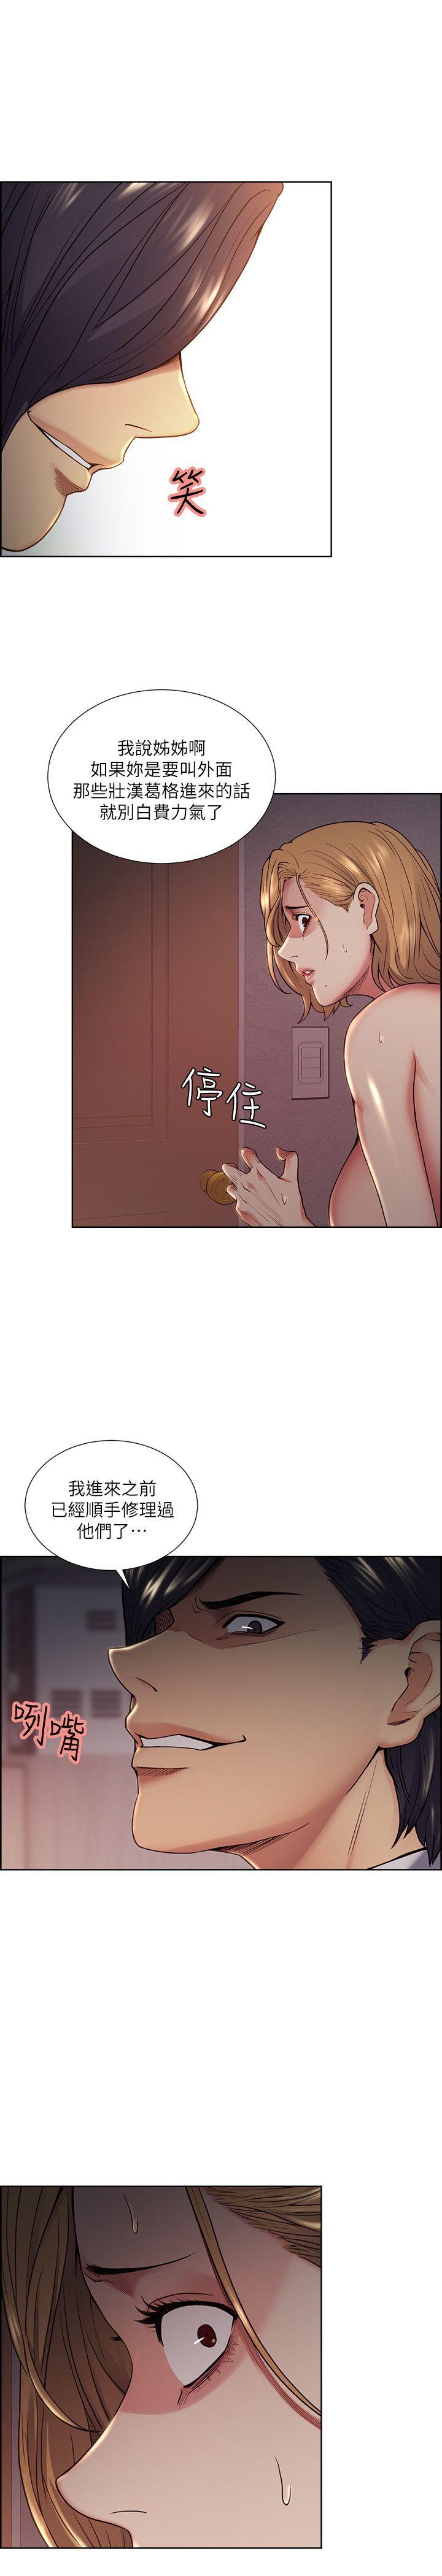 笑
我說姊姊啊
如果妳是要叫外面
那些壯漢葛格進來的話
就別白費力氣了
停住
我進來之前
已經順手修理過
他們了…
咧嘴